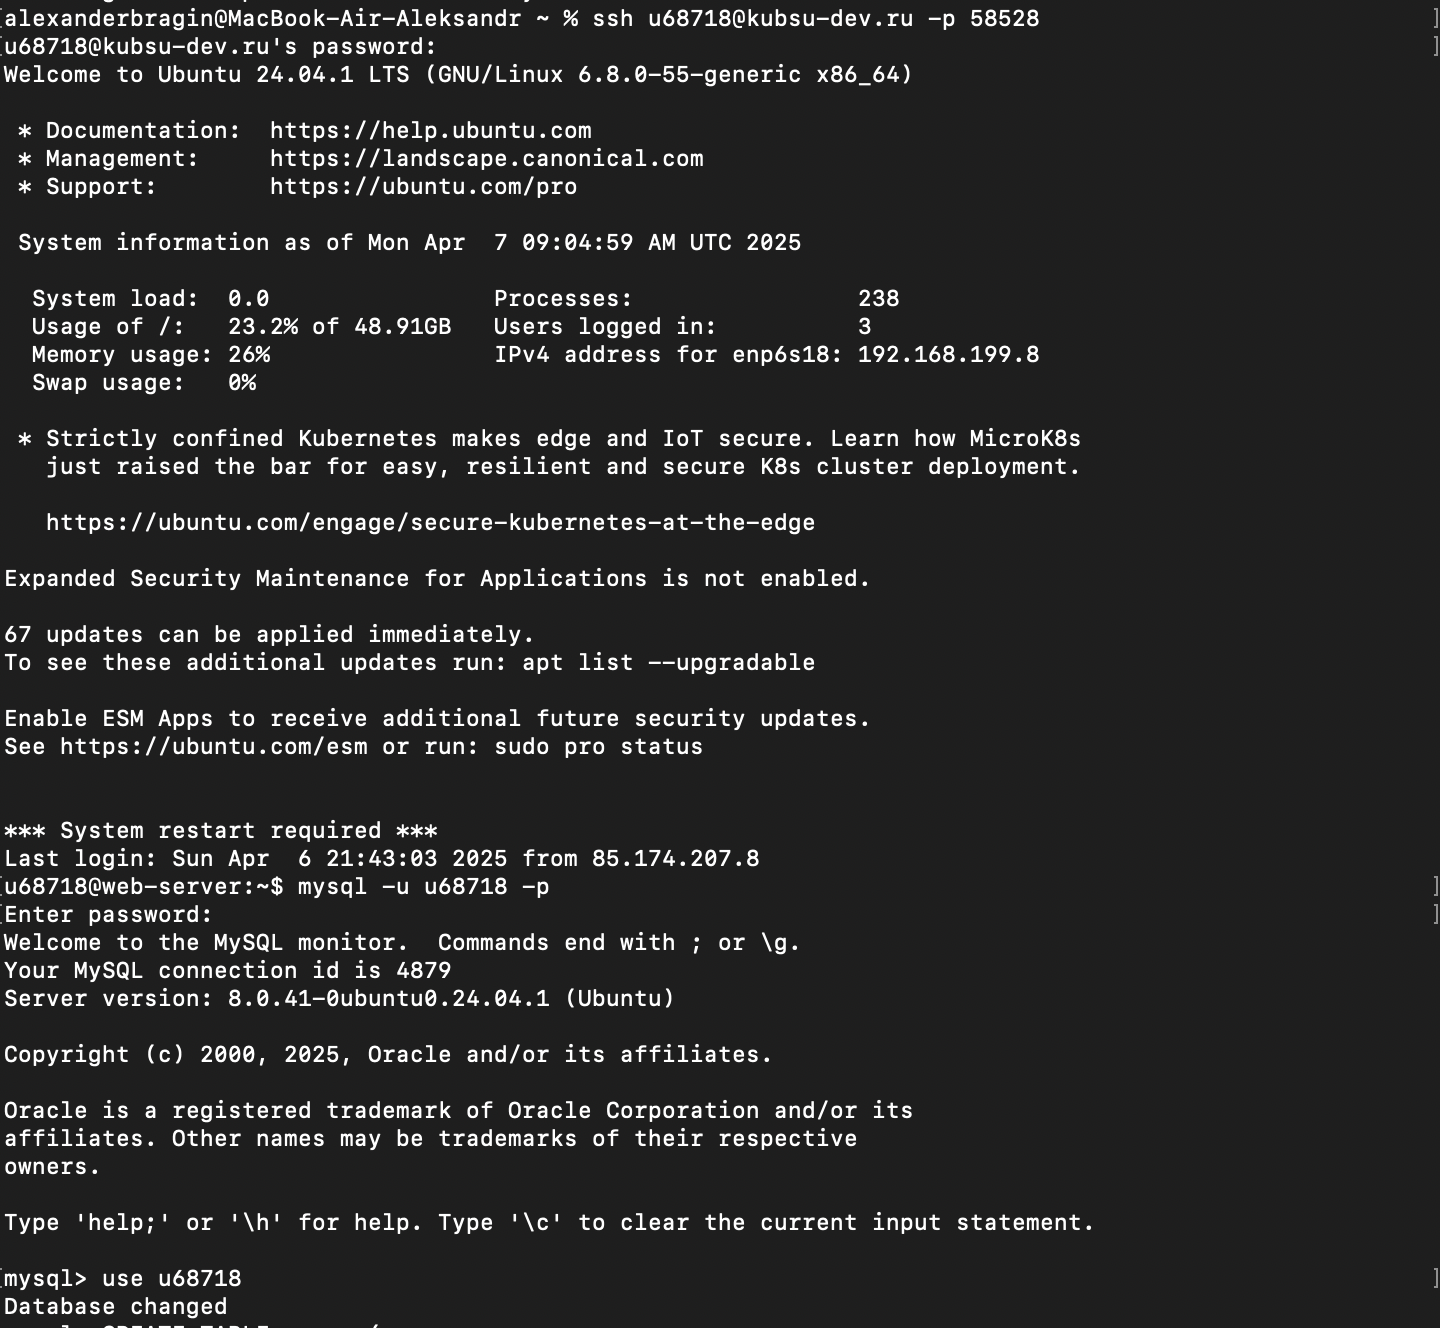 alexanderbragin@MacBook-Air-Aleksandr ~ % ssh u68718@kubsu-dev.ru -p 58528
u68718@kubsu-dev.ru's password:
Welcome to Ubuntu 24.04.1 LTS (GNU/Linux 6.8.0-55-generic x86_64)
* Documentation:  https://help.ubuntu.com
* Management:     https://landscape.canonical.com
* Support:        https://ubuntu.com/pro
System information as of Mon Apr  7 09:04:59 AM UTC 2025
System load:  0.0                Processes:                238
Usage of /:   23.2% of 48.91GB   Users logged in:          3
Memory usage: 26%                IPv4 address for enp6s18: 192.168.199.8
Swap usage:   0%
* Strictly confined Kubernetes makes edge and IoT secure. Learn how MicroK8s
just raised the bar for easy, resilient and secure K8s cluster deployment.
https://ubuntu.com/engage/secure-kubernetes-at-the-edge
Expanded Security Maintenance for Applications is not enabled.
67 updates can be applied immediately.
To see these additional updates run: apt list --upgradable
Enable ESM Apps to receive additional future security updates.
See https://ubuntu.com/esm or run: sudo pro status
*** System restart required ***
Last login: Sun Apr  6 21:43:03 2025 from 85.174.207.8
u68718@web-server:~$ mysql -u u68718 -p
Enter password:
Welcome to the MySQL monitor.  Commands end with ; or \g.
Your MySQL connection id is 4879
Server version: 8.0.41-0ubuntu0.24.04.1 (Ubuntu)
Copyright (c) 2000, 2025, Oracle and/or its affiliates.
Oracle is a registered trademark of Oracle Corporation and/or its
affiliates. Other names may be trademarks of their respective
owners.
Type 'help;' or '\h' for help. Type '\c' to clear the current input statement.
mysql> use u68718
Database changed